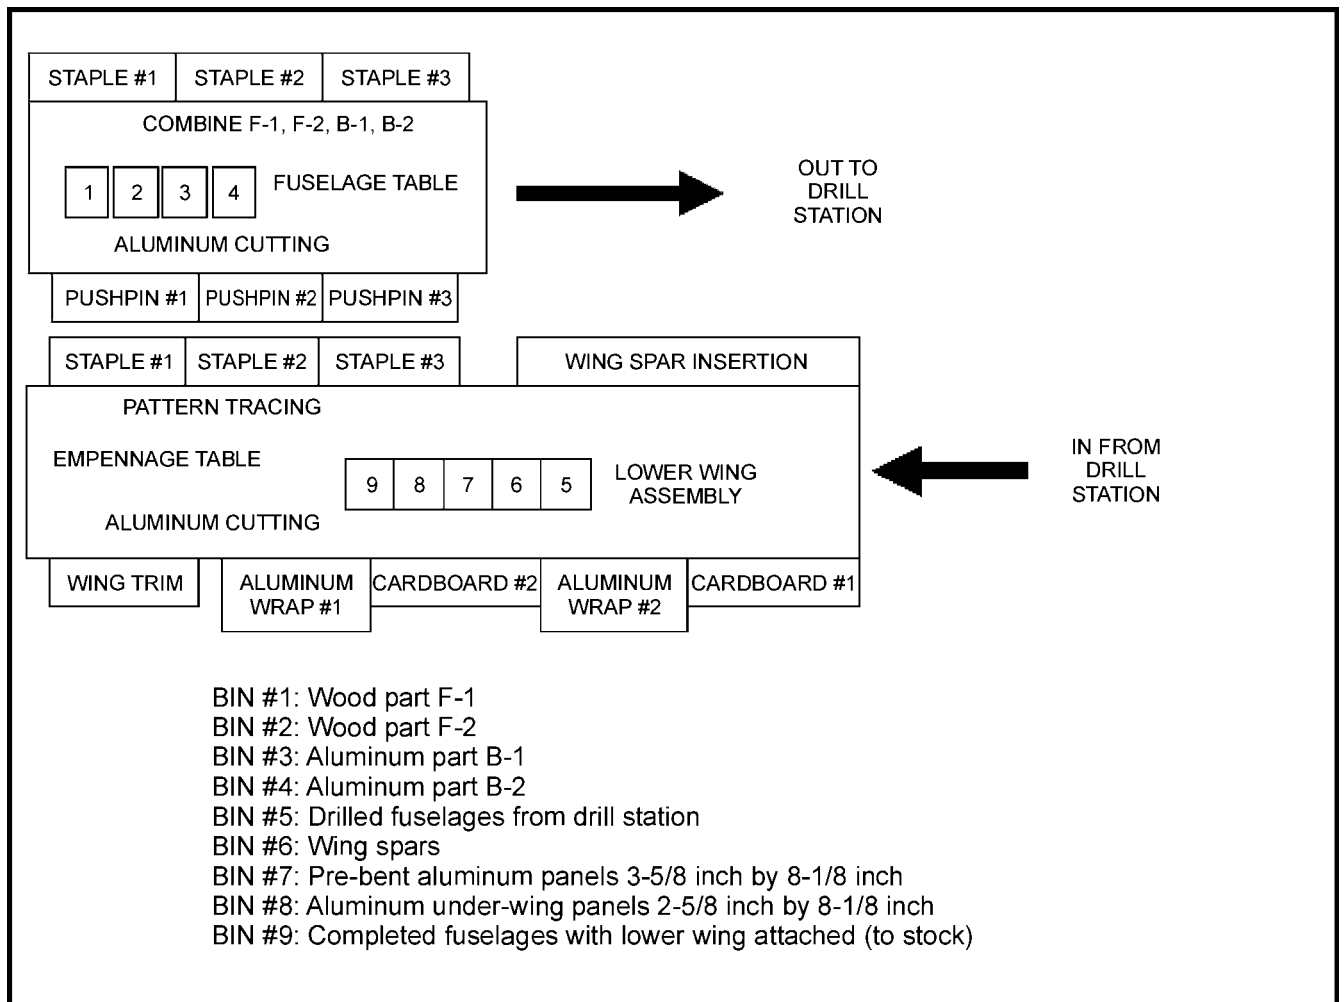 STAPLE #1 STAPLE #2 STAPLE #3
COMBINE F-1, F-2, B-1, B-2
1 2 3 4 FUSELAGE TABLE
ALUMINUM CUTTING
PUSHPIN #1 PUSHPIN #2 PUSHPIN #3
OUT TO
DRILL
STATION
STAPLE #1 STAPLE #2 STAPLE #3 WING SPAR INSERTION
PATTERN TRACING
EMPENNAGE TABLE
9 8 7 6 5
LOWER WING
ASSEMBLY
ALUMINUM CUTTING
IN FROM
DRILL
STATION
WING TRIM
ALUMINUM
WRAP #1
CARDBOARD #2
ALUMINUM
WRAP #2
CARDBOARD #1
BIN #1: Wood part F-1
BIN #2: Wood part F-2
BIN #3: Aluminum part B-1
BIN #4: Aluminum part B-2
BIN #5: Drilled fuselages from drill station
BIN #6: Wing spars
BIN #7: Pre-bent aluminum panels 3-5/8 inch by 8-1/8 inch
BIN #8: Aluminum under-wing panels 2-5/8 inch by 8-1/8 inch
BIN #9: Completed fuselages with lower wing attached (to stock)